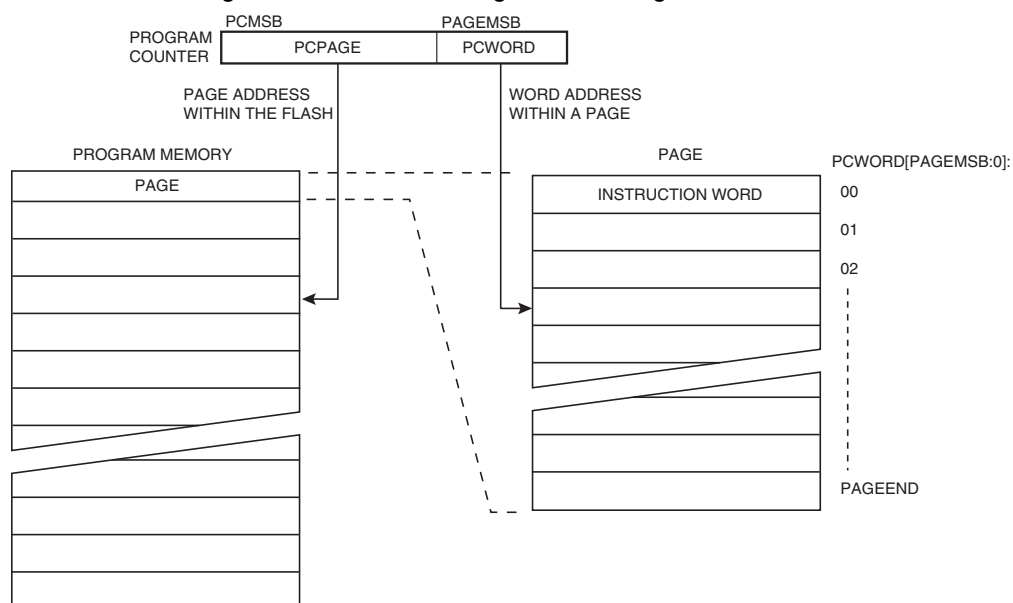 PCMSB
PAGEMSB
PROGRAM
COUNTER
PCPAGE
PCWORD
PAGE ADDRESS
WITHIN THE FLASH
WORD ADDRESS
WITHIN A PAGE
PROGRAM MEMORY
PAGE
PAGE
INSTRUCTION WORD
PCWORD[PAGEMSB:0]:
00
01
02
PAGEEND